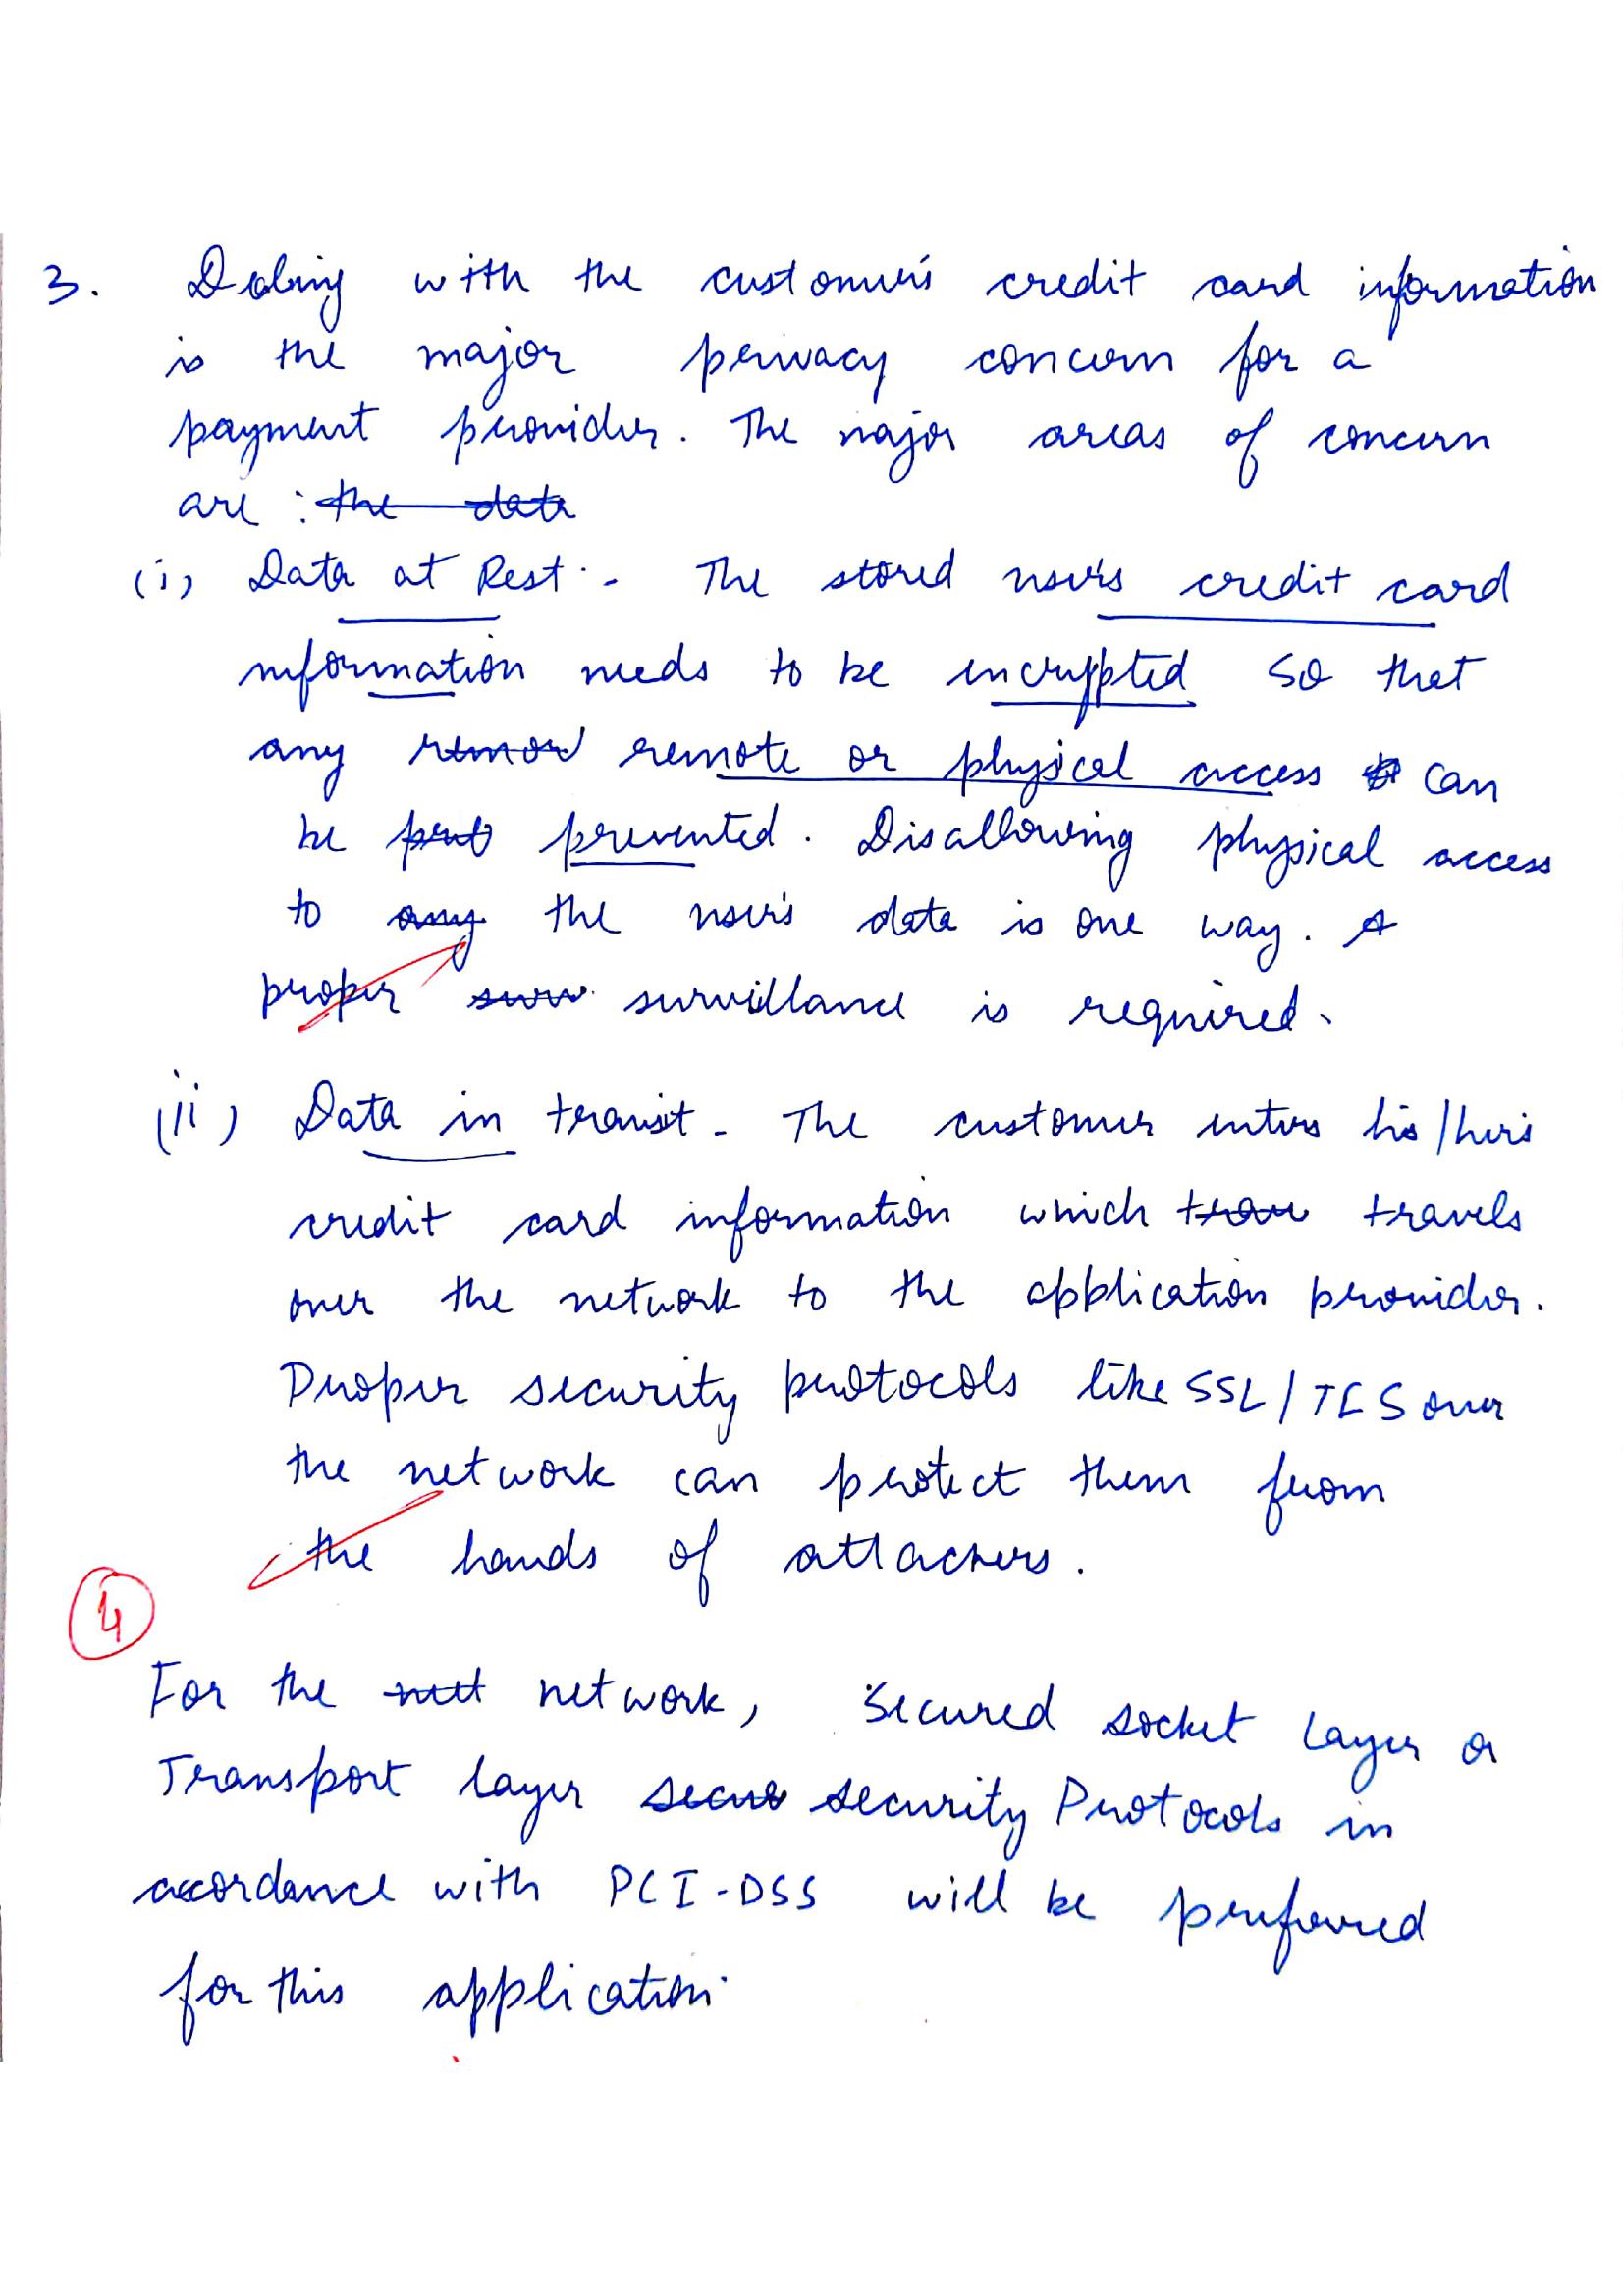 3. Dealing with the customer's credit card information
is the major privacy concern for a
payment provider. The major areas of concern
are : the data
(i) Data at Rest :- The stored user's credit card
information needs to be encrypted so that
any remov remote or physical access can
be prevented. Disallowing physical access
to any the user's data is one way. A
proper surv survillance is required.
(ii) Data in transit - The customer enters his/her's
credit card information which trav travels
over the network to the application provider.
Proper security protocols like SSL/TLS over
the network can protect them from
the hands of attackers.
4
For the nett network, secured socket Layer or
Transport layer secur security Protocols in
accordance with PCI-DSS will be preferred
for this application.